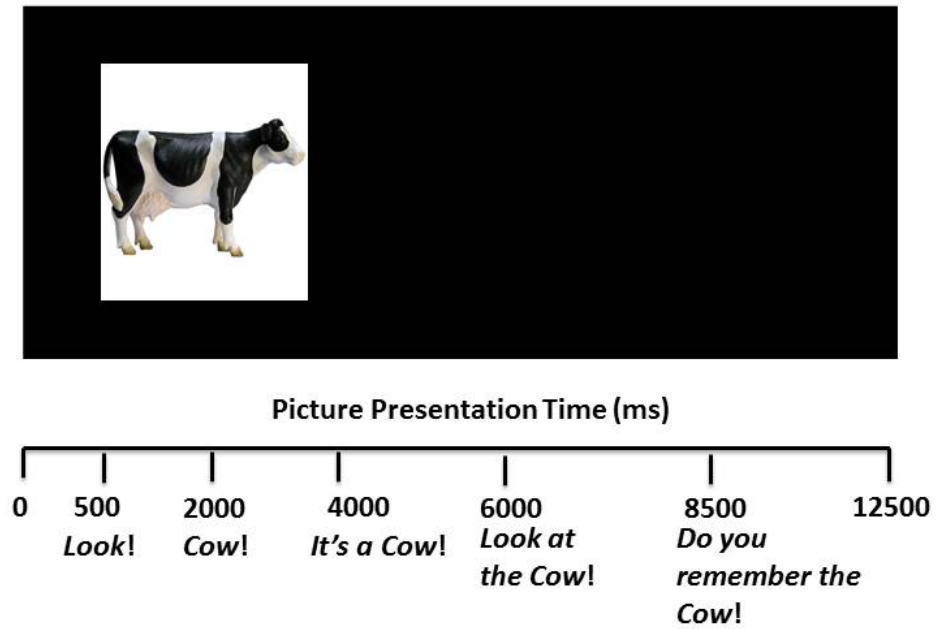 Picture Presentation Time (ms)
0 500 2000 4000 6000 8500 12500
Look! Cow! It's a Cow! Look at Do you
the Cow! remember the
Cow!